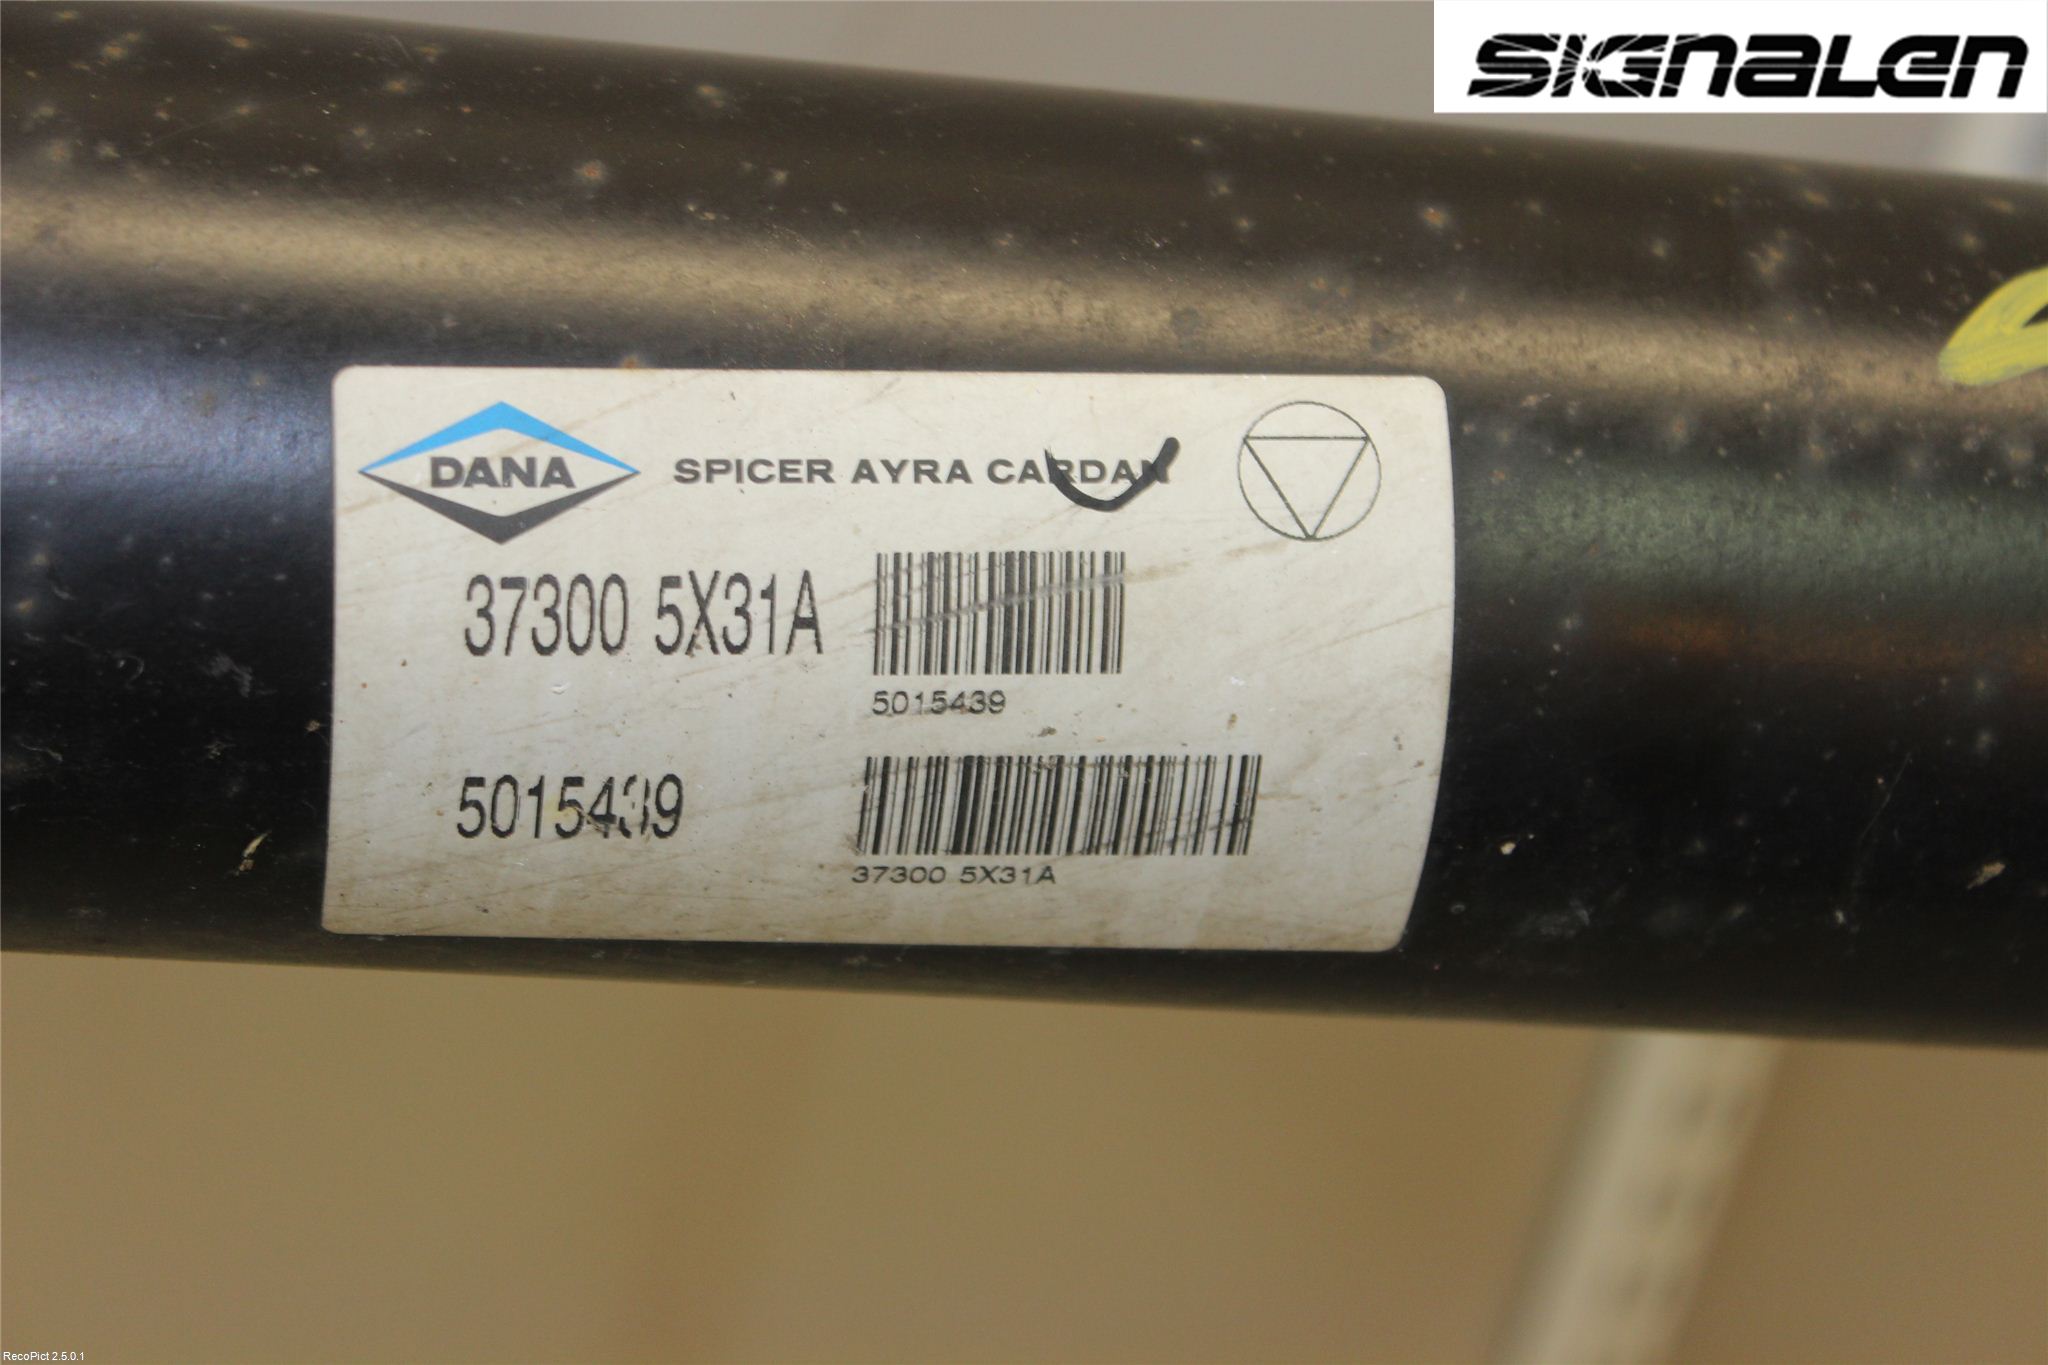 SIGNALEN
DANA
SPICER AYRA CARDAN
37300 5X31A
5015439
5015439
37300 5X31A
RecoPict 2.5.0.1